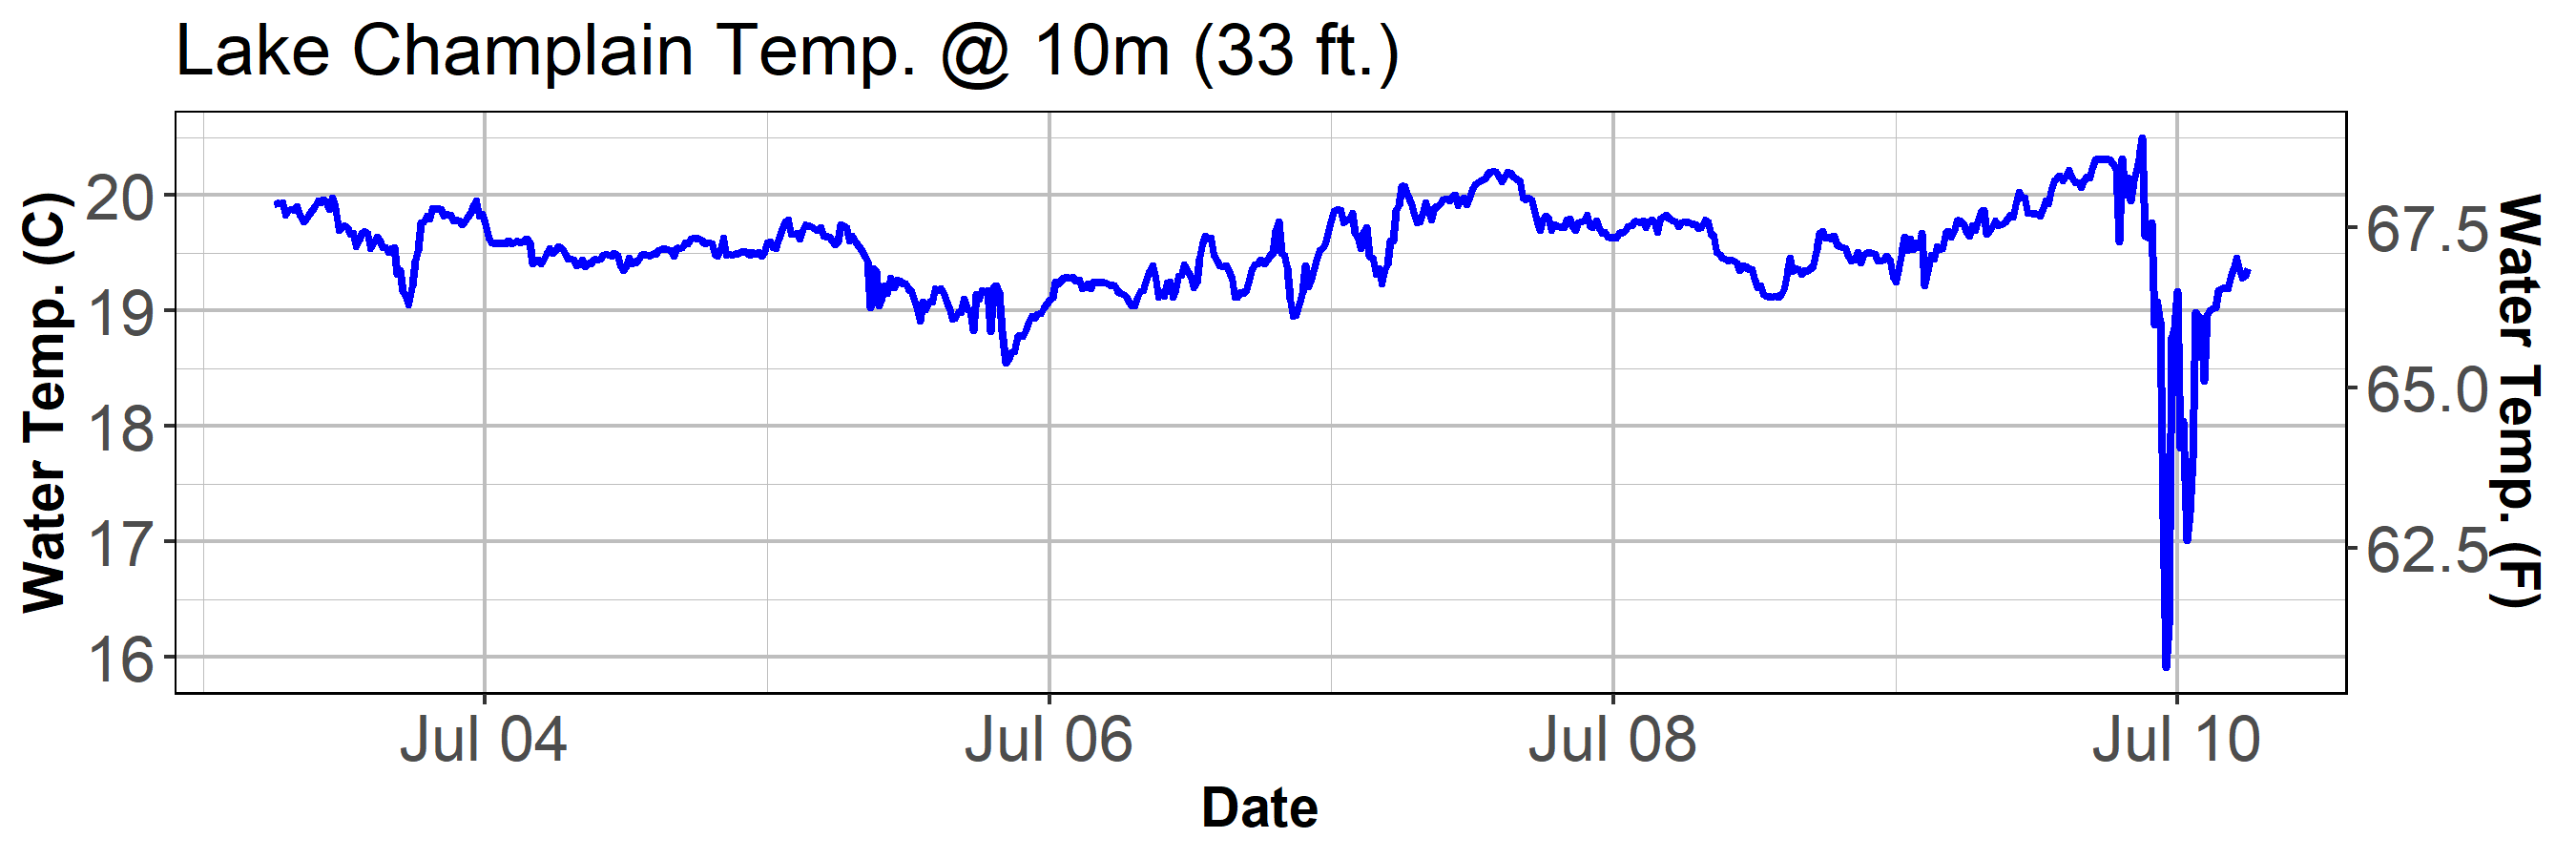 Lake Champlain Temp. @ 10m (33 ft.)
Water Temp. (C)
20
19
18
17
16
67.5
65.0
62.5
Water Temp. (F)
Jul 04
Jul 06
Jul 08
Jul 10
Date